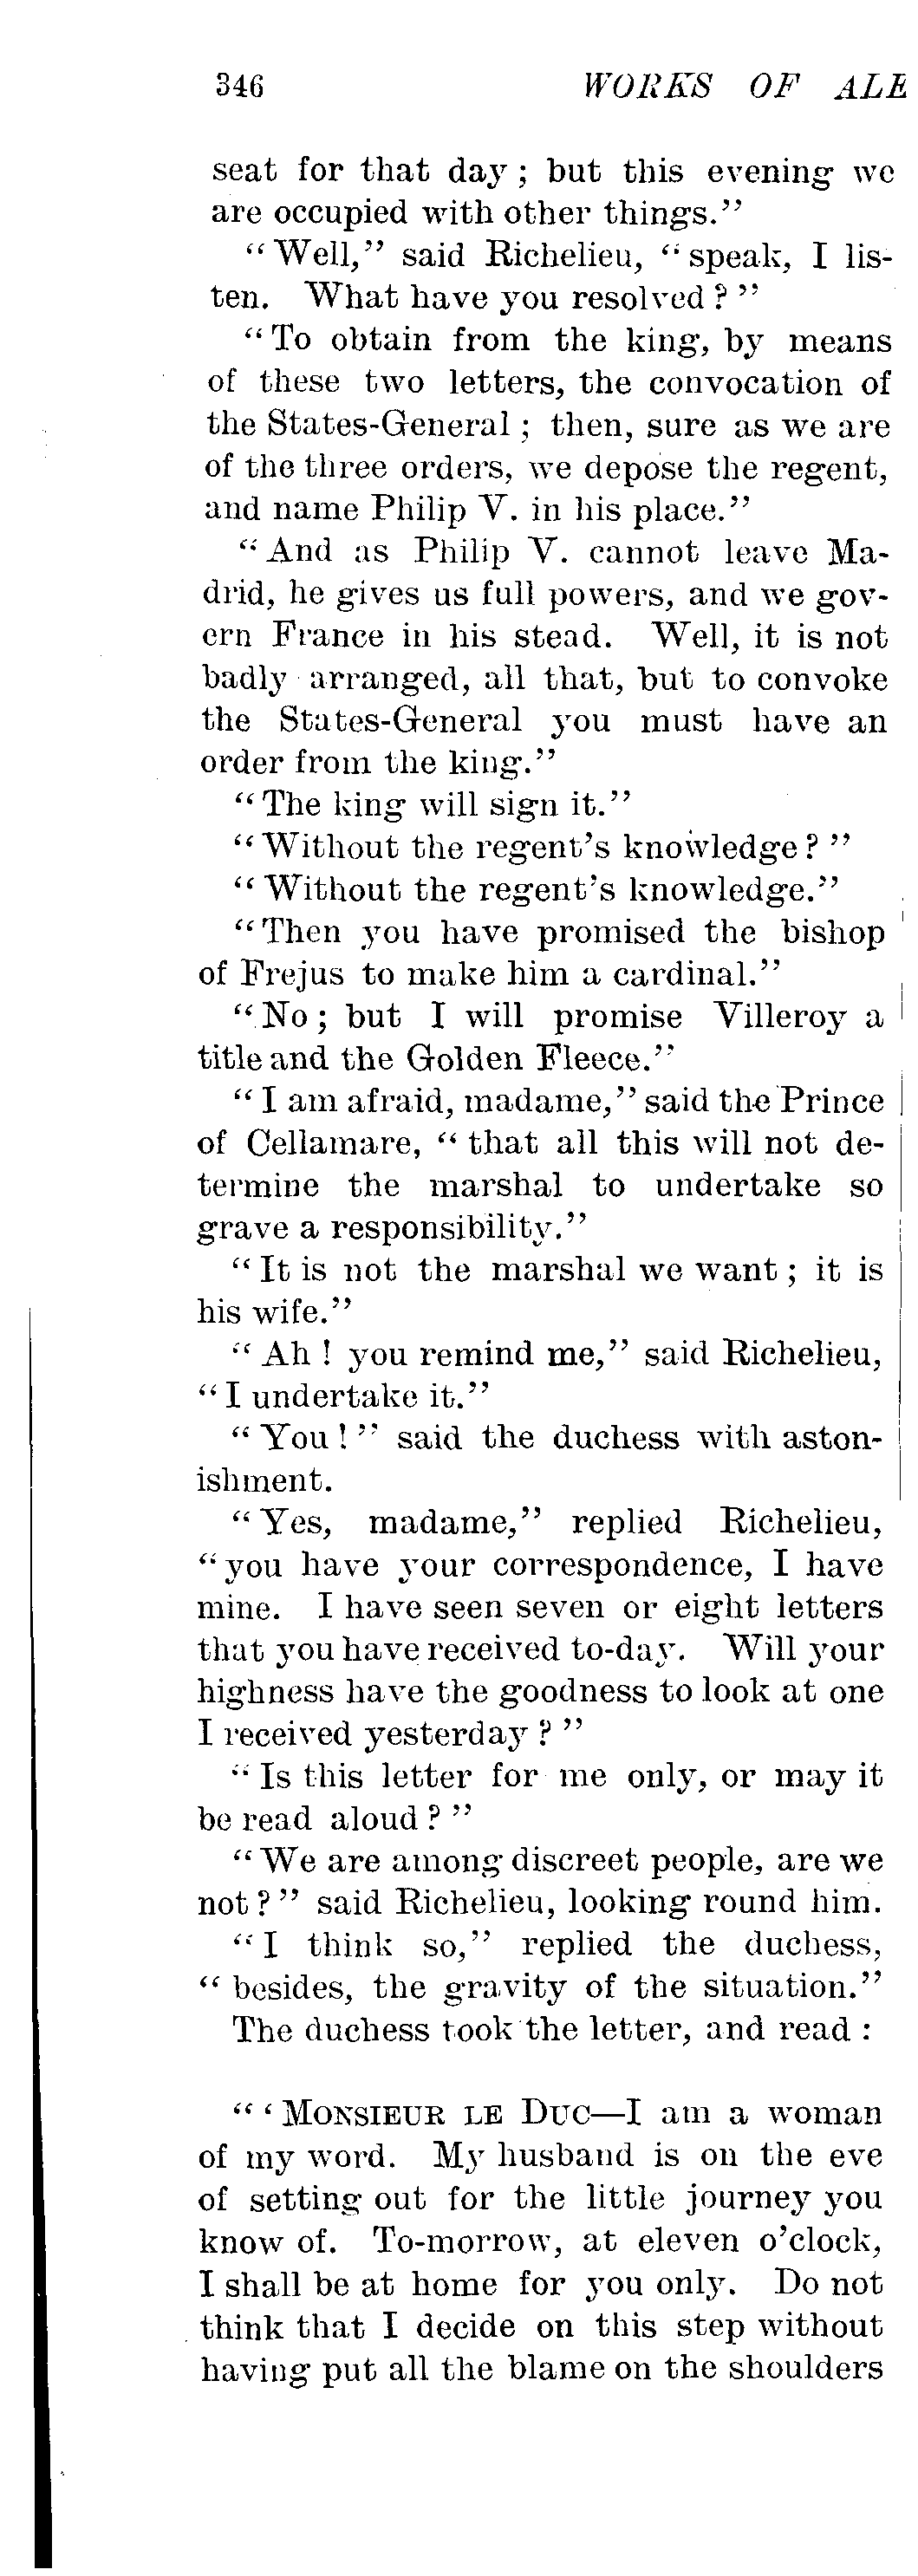 346 WORKS OF ALE
seat for that day ; but this evening we
are occupied with other things."
"Well," said Richelieu, "speak, I lis-
ten. What have you resolved ? "
"To obtain from the king, by means
of these two letters, the convocation of
the States-General ; then, sure as we are
of the three orders, we depose the regent,
and name Philip V. in his place."
"And as Philip V. cannot leave Ma-
drid, he gives us full powers, and we gov-
ern France in his stead. Well, it is not
badly arranged, all that, but to convoke
the States-General you must have an
order from the king."
"The king will sign it."
"Without the regent's knowledge ? "
"Without the regent's knowledge."
"Then you have promised the bishop
of Frejus to make him a cardinal."
"No ; but I will promise Villeroy a
title and the Golden Fleece."
"I am afraid, madame," said the Prince
of Cellamare, "that all this will not de-
termine the marshal to undertake so
grave a responsibility."
"It is not the marshal we want ; it is
his wife."
"Ah ! you remind me," said Richelieu,
"I undertake it."
"You ! " said the duchess with aston-
ishment.
"Yes, madame," replied Richelieu,
"you have your correspondence, I have
mine. I have seen seven or eight letters
that you have received to-day. Will your
highness have the goodness to look at one
I received yesterday ? "
"Is this letter for me only, or may it
be read aloud ? "
"We are among discreet people, are we
not ? " said Richelieu, looking round him.
"I think so," replied the duchess,
"besides, the gravity of the situation."
The duchess took the letter, and read :
"'MONSIEUR LE DUC—I am a woman
of my word. My husband is on the eve
of setting out for the little journey you
know of. To-morrow, at eleven o'clock,
I shall be at home for you only. Do not
think that I decide on this step without
having put all the blame on the shoulders